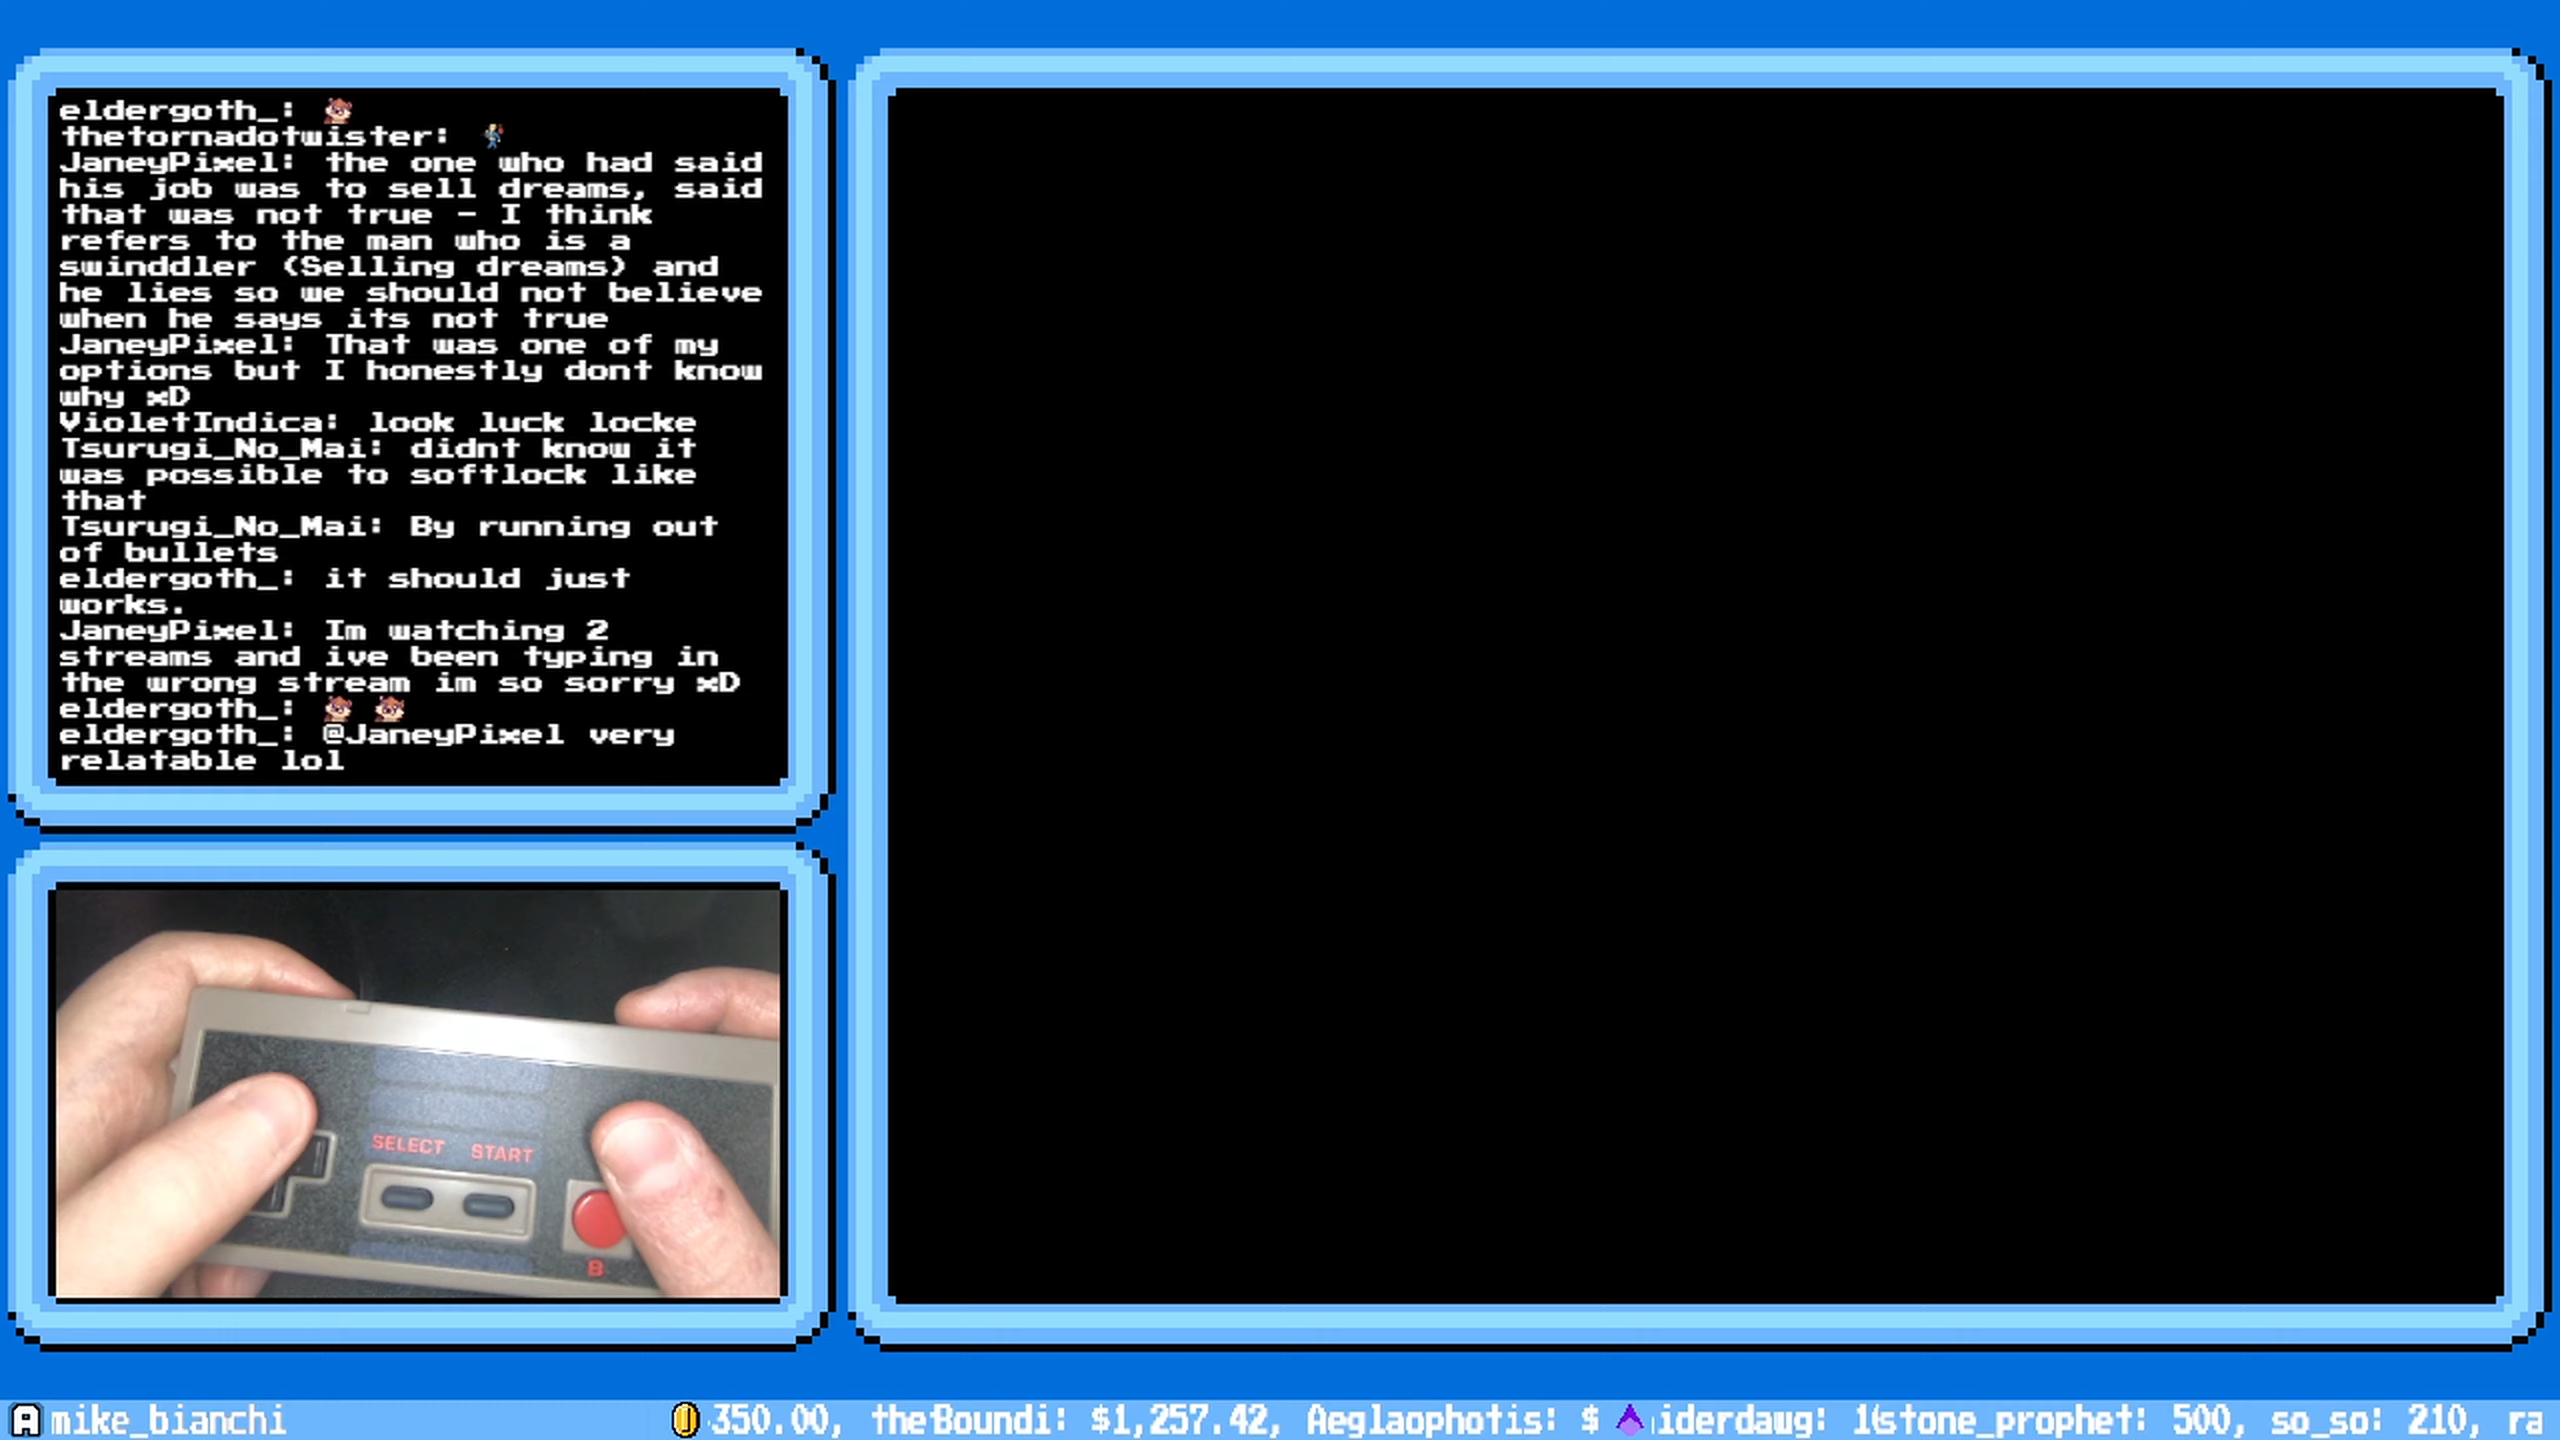 eldergoth_:
thetornadotwister:
JaneyPixel: the one who had said
his job was to sell dreams, said
that was not true - I think
refers to the man who is a
swinddler (Selling dreams) and
he lies so we should not believe
when he says its not true
JaneyPixel: That was one of my
options but I honestly dont know
why xD
VioletIndica: look luck locke
Tsurugi_No_Mai: didnt know it
was possible to softlock like
that
Tsurugi_No_Mai: By running out
of bullets
eldergoth_: it should just
works.
JaneyPixel: Im watching 2
streams and ive been typing in
the wrong stream im so sorry xD
eldergoth_:
eldergoth_: @JaneyPixel very
relatable lol
SELECT START
B
A mike_bianchi
350.00, theBoundi: $1,257.42, Aeglaophotis: $
iderdawg: 1
stone_prophet: 500, so_so: 210, ra